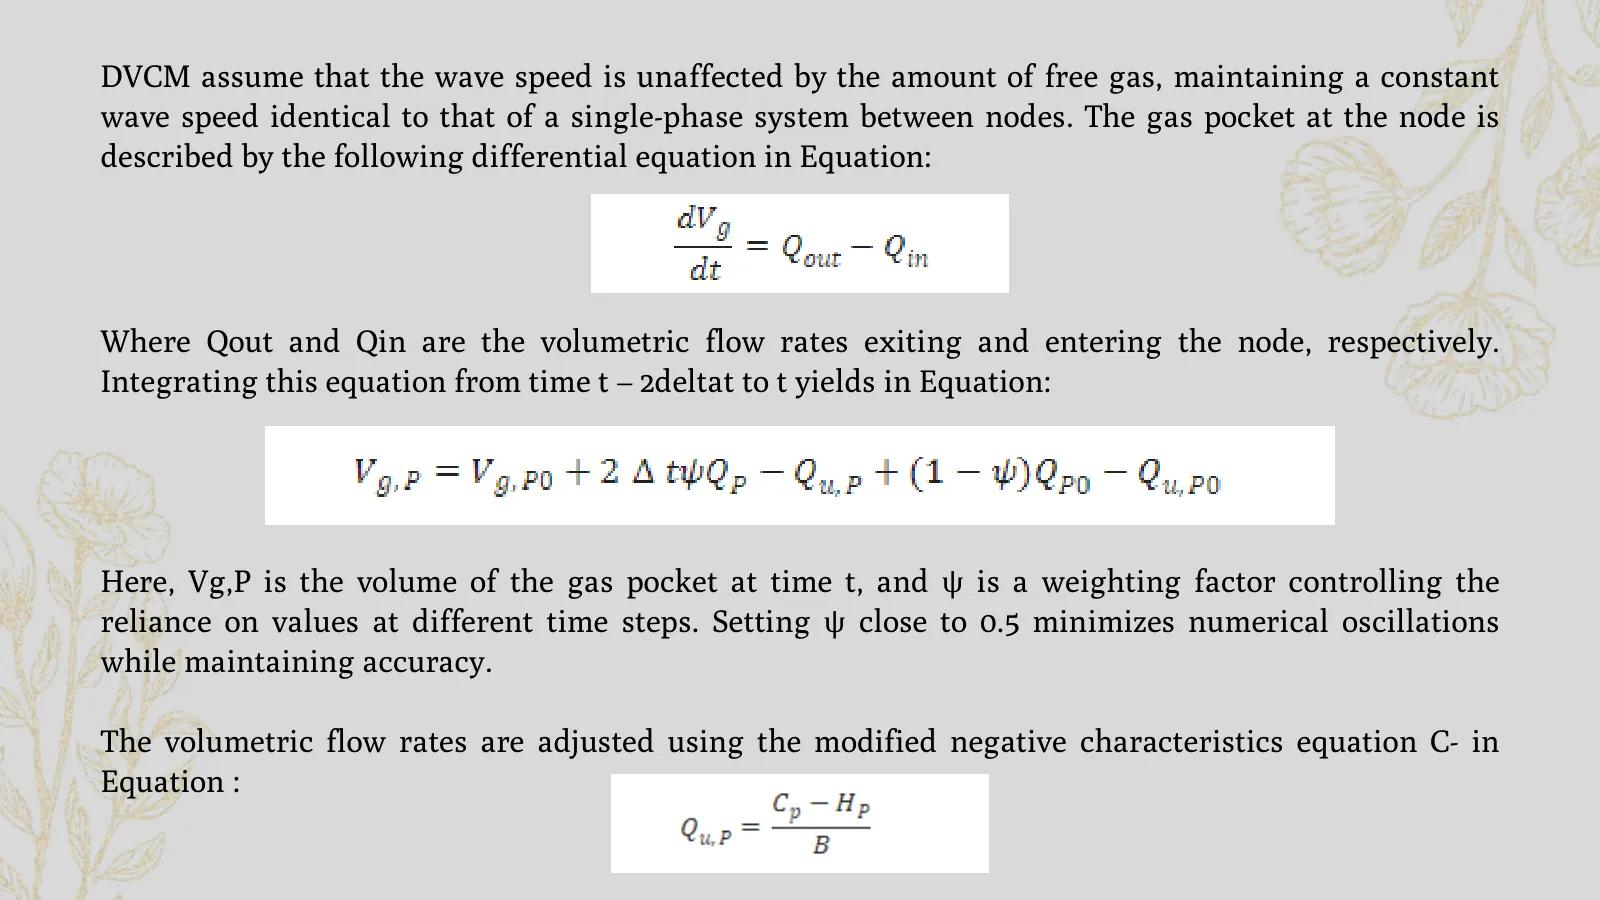 DVCM assume that the wave speed is unaffected by the amount of free gas, maintaining a constant
wave speed identical to that of a single-phase system between nodes. The gas pocket at the node is
described by the following differential equation in Equation:
dV_g/dt = Q_out − Q_in
Where Qout and Qin are the volumetric flow rates exiting and entering the node, respectively.
Integrating this equation from time t – 2deltat to t yields in Equation:
V_g,P = V_g,P0 + 2 Δ tψQ_P − Q_u,P + (1 − ψ)Q_P0 − Q_u,P0
Here, Vg,P is the volume of the gas pocket at time t, and ψ is a weighting factor controlling the
reliance on values at different time steps. Setting ψ close to 0.5 minimizes numerical oscillations
while maintaining accuracy.
The volumetric flow rates are adjusted using the modified negative characteristics equation C- in
Equation :
Q_u,P = (C_p − H_P)/B